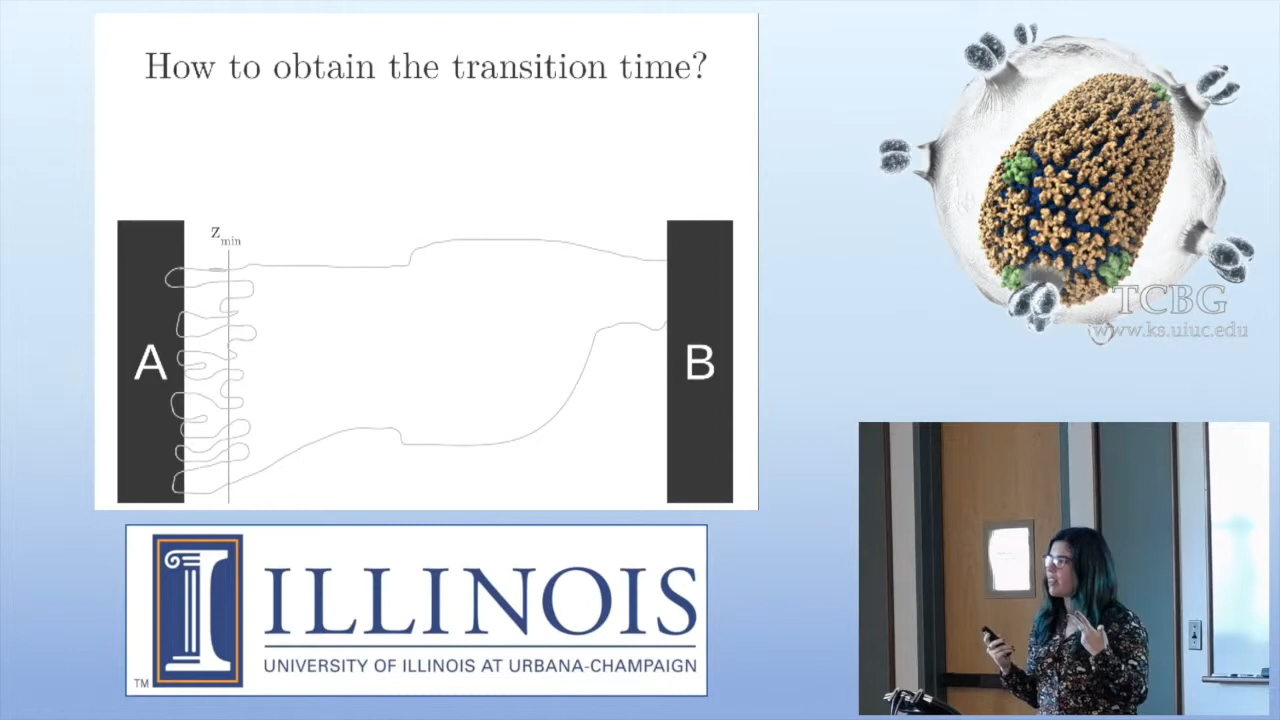 How to obtain the transition time?
zmin
A
B
TCBG
www.ks.uiuc.edu
ILLINOIS
UNIVERSITY OF ILLINOIS AT URBANA-CHAMPAIGN
TM